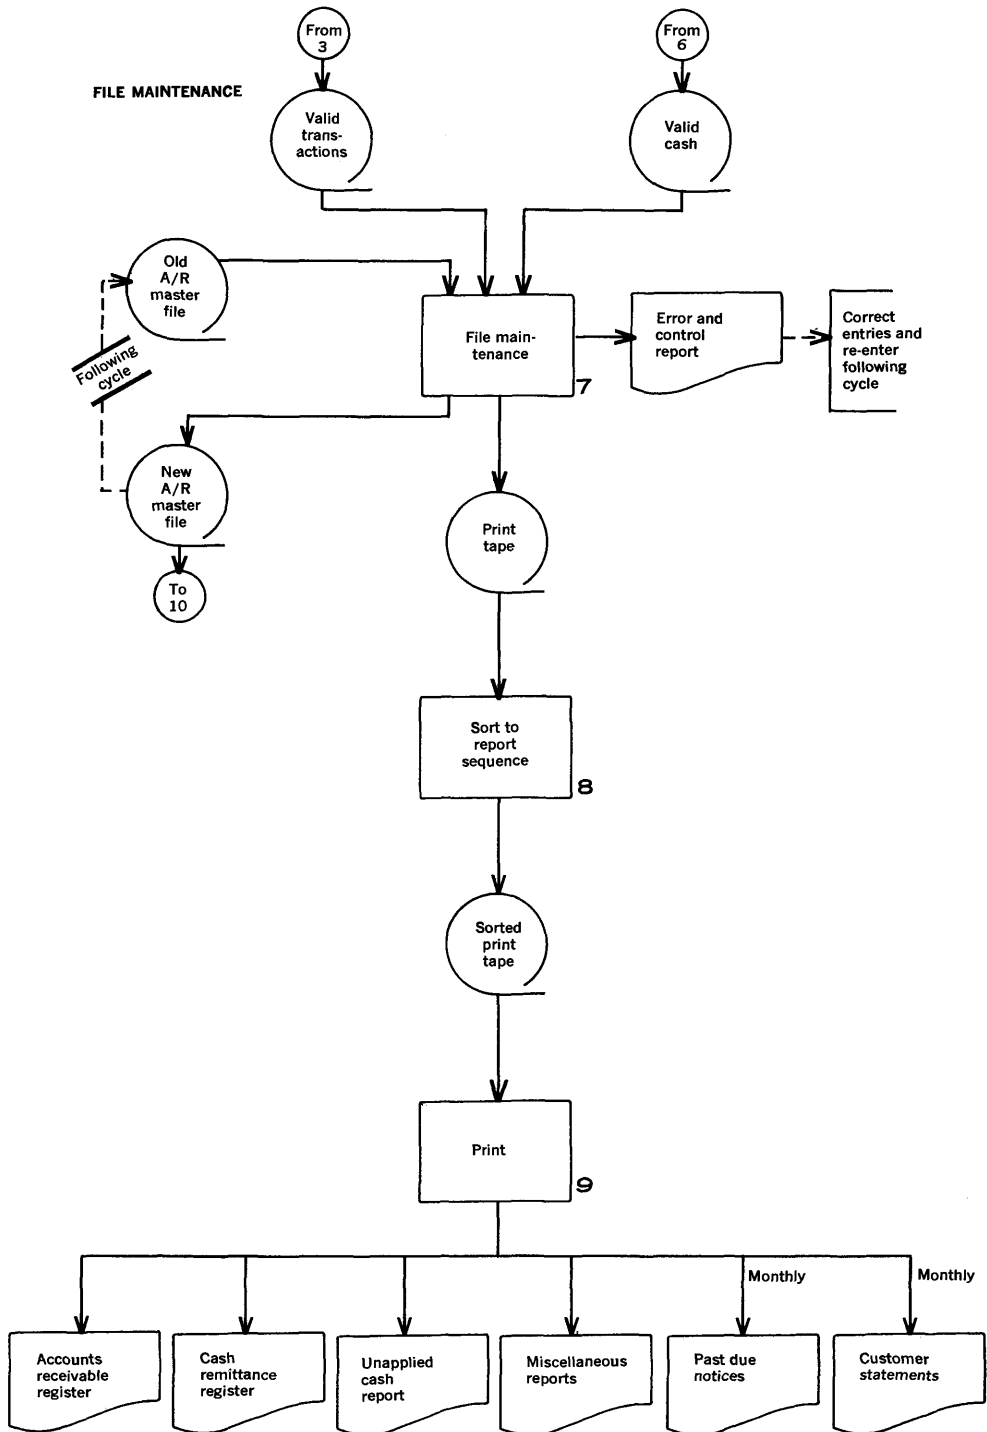 From
3
From
6
FILE MAINTENANCE
Valid
trans-
actions
Valid
cash
Old
A/R
master
file
File main-
tenance
7
Error and
control
report
Correct
entries and
re-enter
following
cycle
Following
cycle
New
A/R
master
file
To
10
Print
tape
Sort to
report
sequence
8
Sorted
print
tape
Print
9
Monthly
Monthly
Accounts
receivable
register
Cash
remittance
register
Unapplied
cash
report
Miscellaneous
reports
Past due
notices
Customer
statements